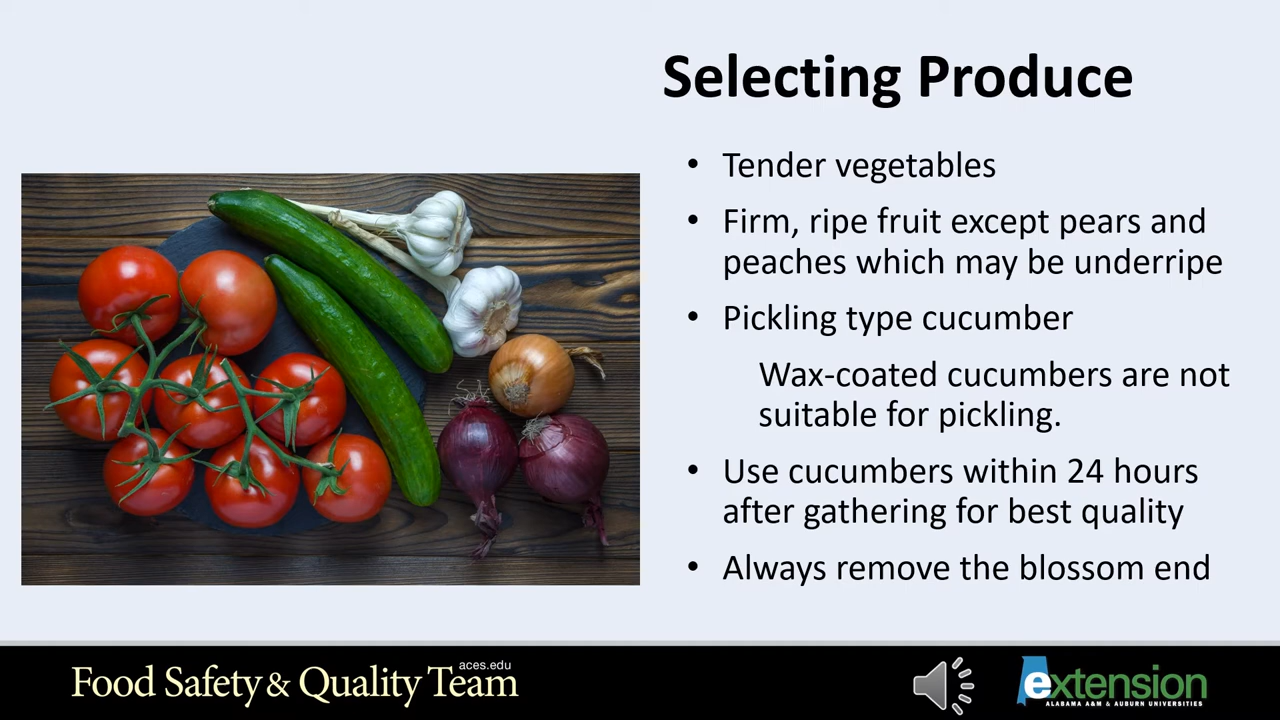 Selecting Produce
• Tender vegetables
• Firm, ripe fruit except pears and
peaches which may be underripe
• Pickling type cucumber
Wax-coated cucumbers are not
suitable for pickling.
• Use cucumbers within 24 hours
after gathering for best quality
• Always remove the blossom end
aces.edu
Food Safety & Quality Team
extension
ALABAMA A&M & AUBURN UNIVERSITIES